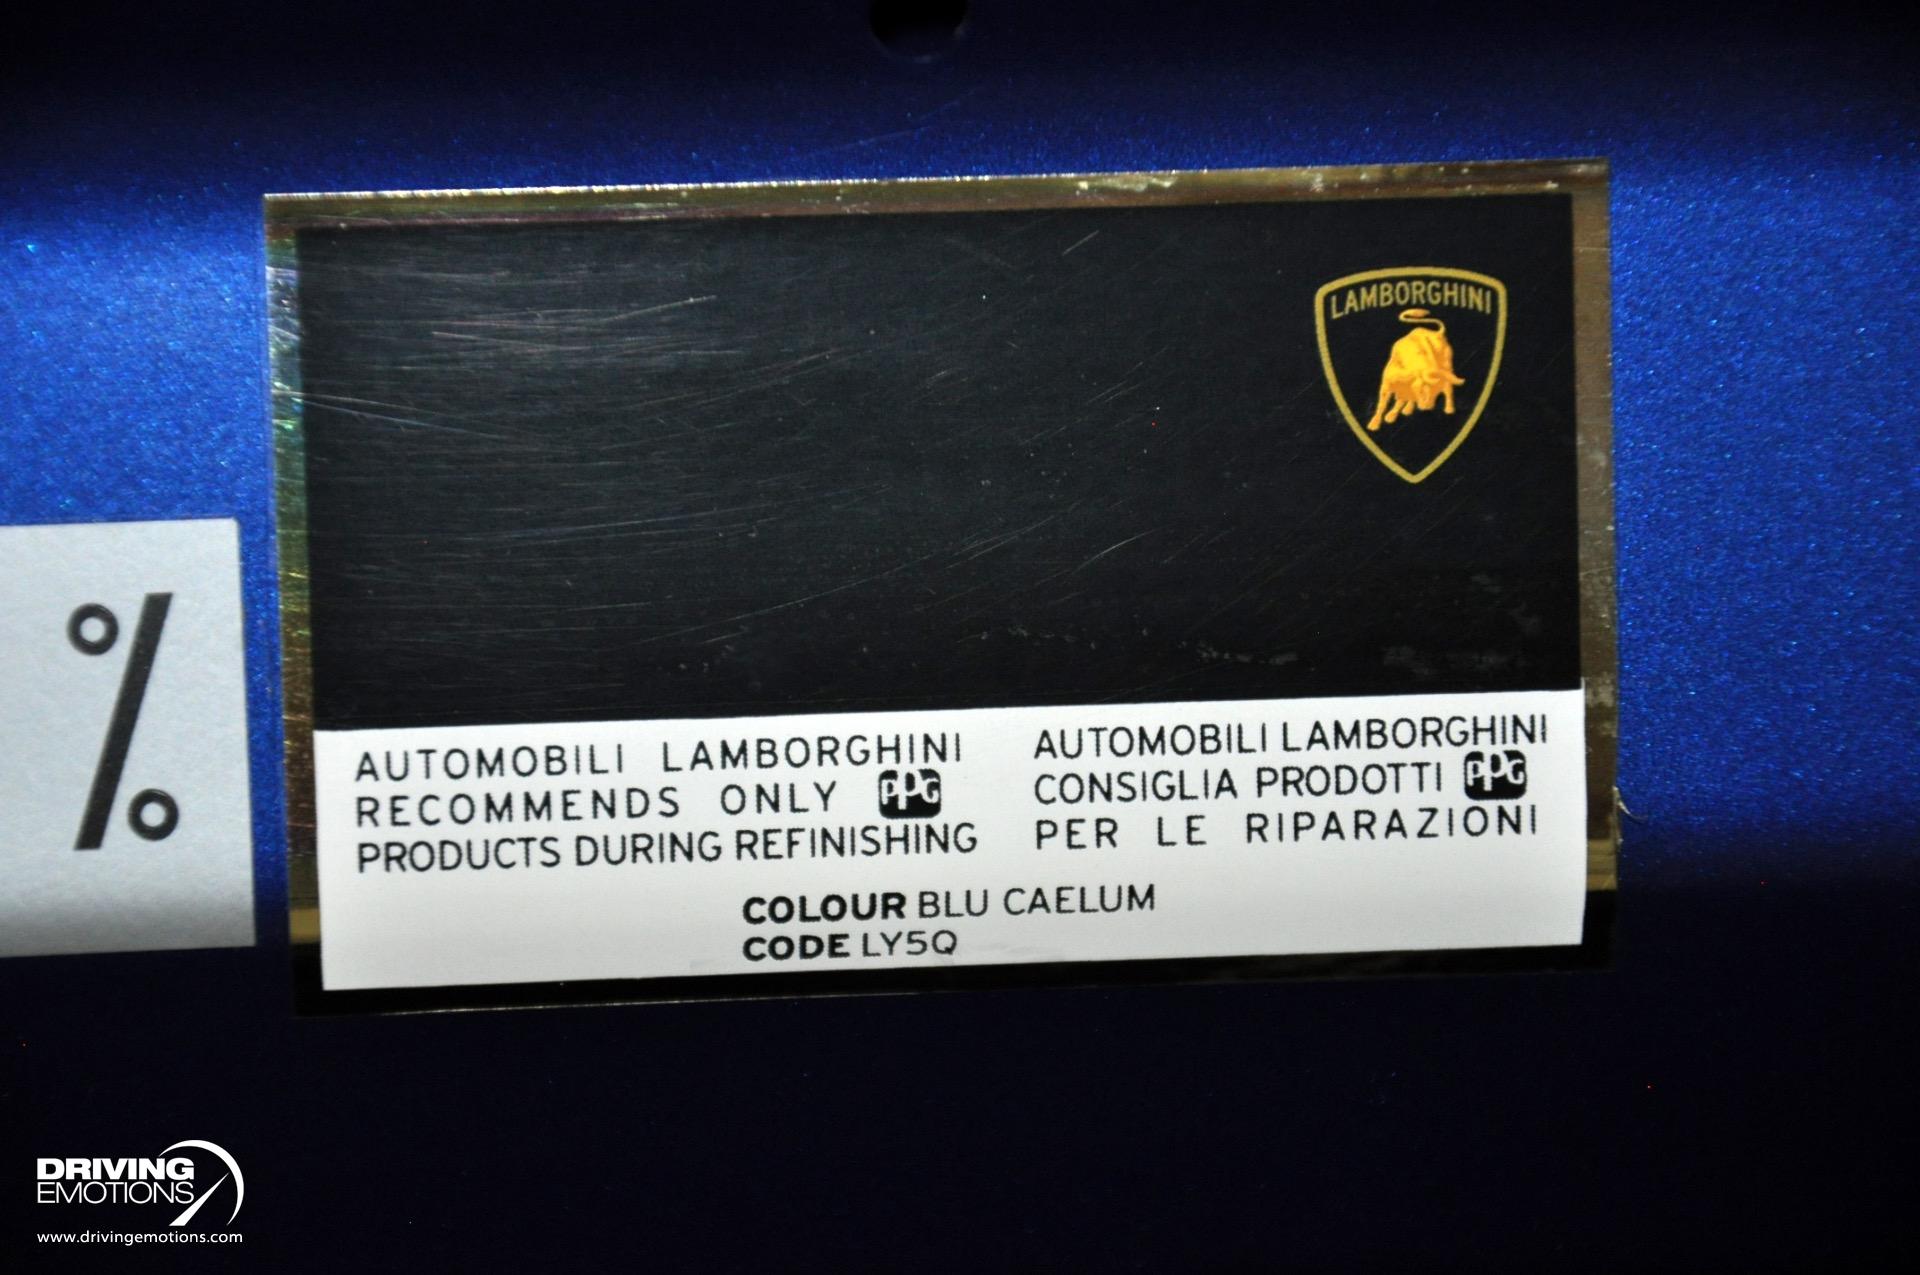 LAMBORGHINI
%
AUTOMOBILI LAMBORGHINI
RECOMMENDS ONLY PPG
PRODUCTS DURING REFINISHING
AUTOMOBILI LAMBORGHINI
CONSIGLIA PRODOTTI PPG
PER LE RIPARAZIONI
COLOUR BLU CAELUM
CODE LY5Q
DRIVING
EMOTIONS
www.drivingemotions.com